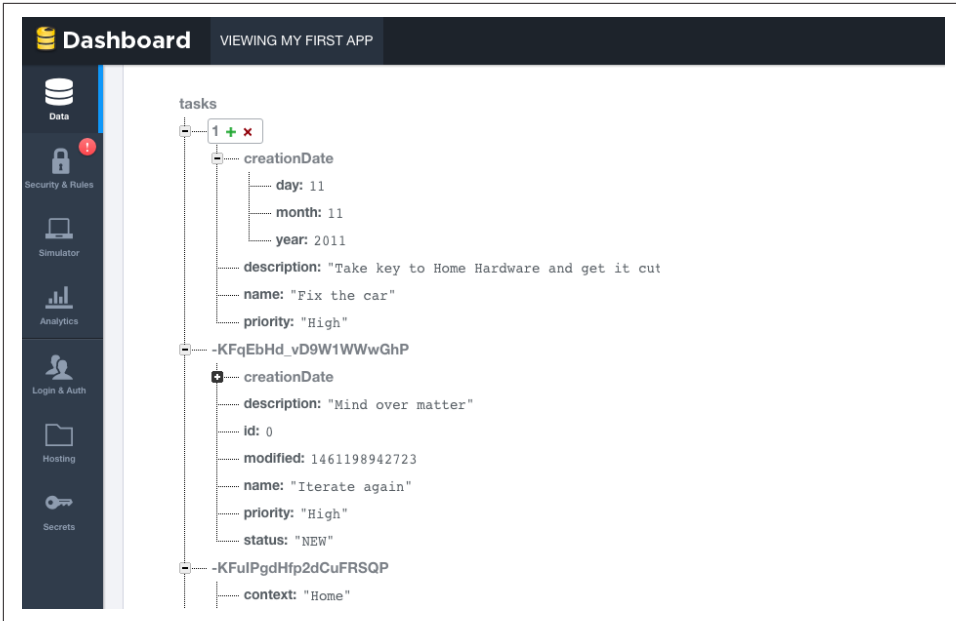 Dashboard VIEWING MY FIRST APP
Data
Security & Rules
Simulator
Analytics
Login & Auth
Hosting
Secrets
tasks
1
creationDate
day: 11
month: 11
year: 2011
description: "Take key to Home Hardware and get it cut
name: "Fix the car"
priority: "High"
-KFqEbHd_vD9W1WWwGhP
creationDate
description: "Mind over matter"
id: 0
modified: 1461198942723
name: "Iterate again"
priority: "High"
status: "NEW"
-KFulPgdHfp2dCuFRSQP
context: "Home"